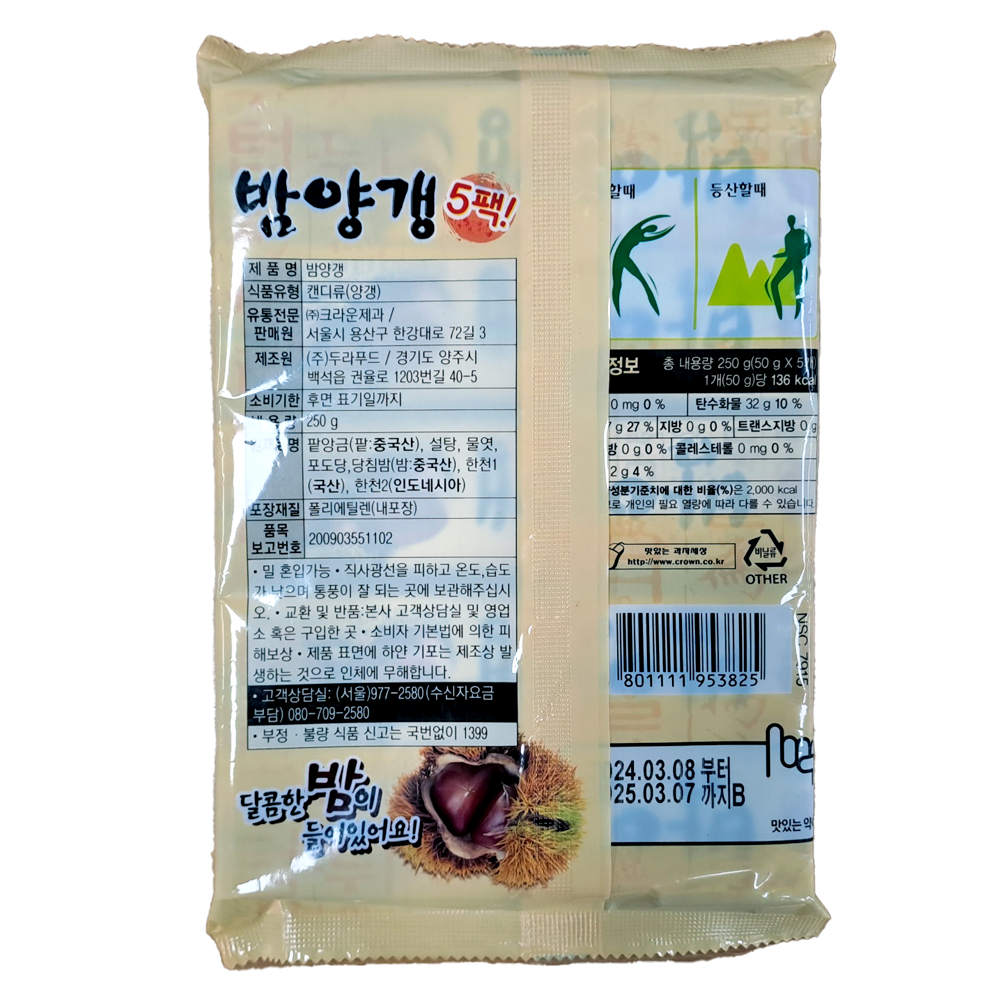 밤양갱 5팩!
제 품 명 밤양갱
식품유형 캔디류(양갱)
유통전문 판매원 ㈜크라운제과 /
서울시 용산구 한강대로 72길 3
제조원 (주)두라푸드 / 경기도 양주시
백석읍 권율로 1203번길 40-5
소비기한 후면 표기일까지
250 g
팥앙금(팥:중국산), 설탕, 물엿,
포도당,당침밤(밤:중국산), 한천1
(국산), 한천2(인도네시아)
포장재질 폴리에틸렌(내포장)
품목 보고번호 200903551102
• 밀 혼입가능 • 직사광선을 피하고 온도,습도
가 낮으며 통풍이 잘 되는 곳에 보관해주십시
오. • 교환 및 반품:본사 고객상담실 및 영업
소 혹은 구입한 곳 • 소비자 기본법에 의한 피
해보상 • 제품 표면에 하얀 기포는 제조상 발
생하는 것으로 인체에 무해합니다.
• 고객상담실: (서울)977-2580(수신자요금
부담) 080-709-2580
• 부정 · 불량 식품 신고는 국번없이 1399
달콤한 밤이
들어있어요!
할때
등산할때
정보
총 내용량 250 g(50 g X 5개)
1개(50 g)당 136 kcal
0 mg 0 % 탄수화물 32 g 10 %
g 27 % 지방 0 g 0 % 트랜스지방 0 g
방 0 g 0 % 콜레스테롤 0 mg 0 %
2 g 4 %
성분기준치에 대한 비율(%)은 2,000 kcal
로 개인의 필요 열량에 따라 다를 수 있습니다.
맛있는 과자세상
http://www.crown.co.kr
비닐류
OTHER
801111 953825
NSC 7915
24.03.08 부터
25.03.07 까지B
맛있는